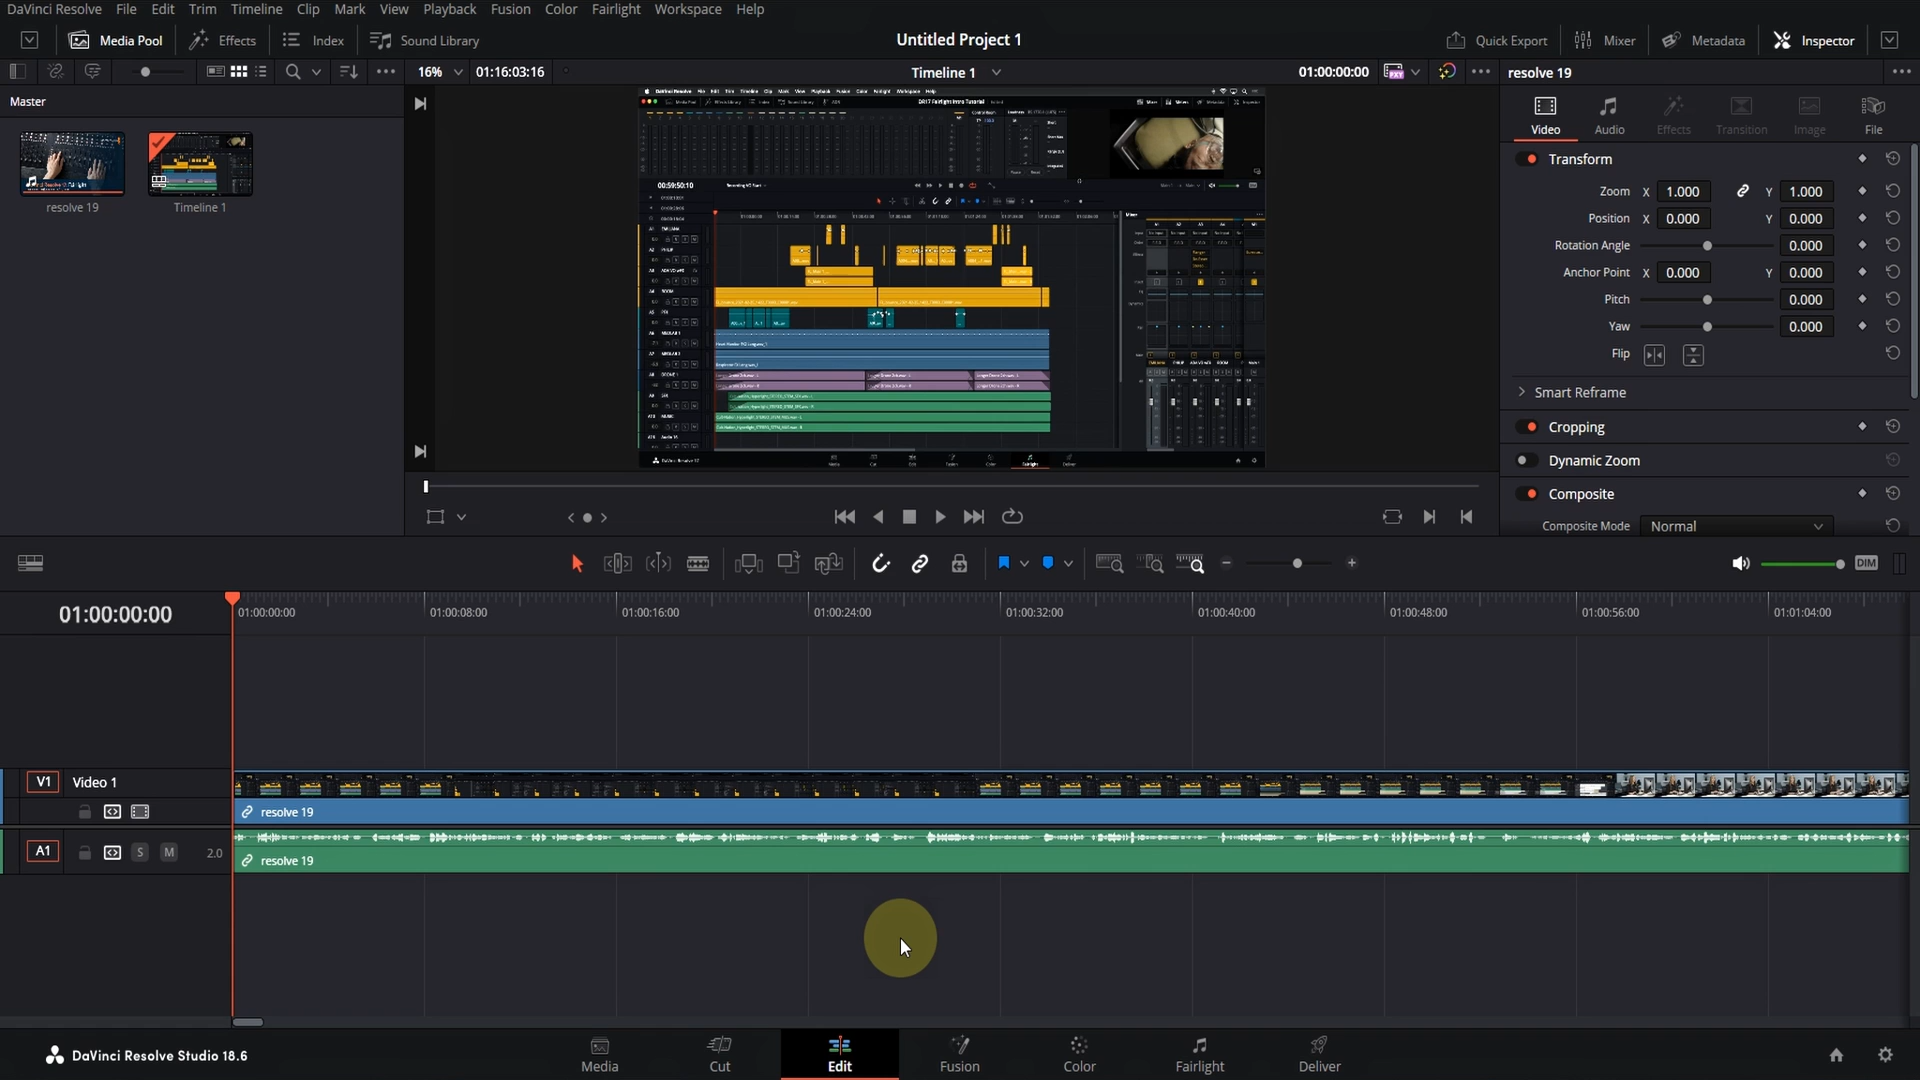 DaVinci Resolve File Edit Trim Timeline Clip Mark View Playback Fusion Color Fairlight Workspace Help
Media Pool Effects Index Sound Library Untitled Project 1 Quick Export Mixer Metadata Inspector
16% 01:16:03:16 Timeline 1 01:00:00:00 resolve 19
Master
resolve 19 Timeline 1
Video Audio Effects Transition Image File
Transform
Zoom X 1.000 Y 1.000
Position X 0.000 Y 0.000
Rotation Angle 0.000
Anchor Point X 0.000 Y 0.000
Pitch 0.000
Yaw 0.000
Flip
Smart Reframe
Cropping
Dynamic Zoom
Composite
Composite Mode Normal
00:59:50:10
DIM
01:00:00:00
01:00:00:00 01:00:08:00 01:00:16:00 01:00:24:00 01:00:32:00 01:00:40:00 01:00:48:00 01:00:56:00 01:01:04:00
V1 Video 1
resolve 19
A1 S M 2.0
resolve 19
DaVinci Resolve Studio 18.6
Media Cut Edit Fusion Color Fairlight Deliver